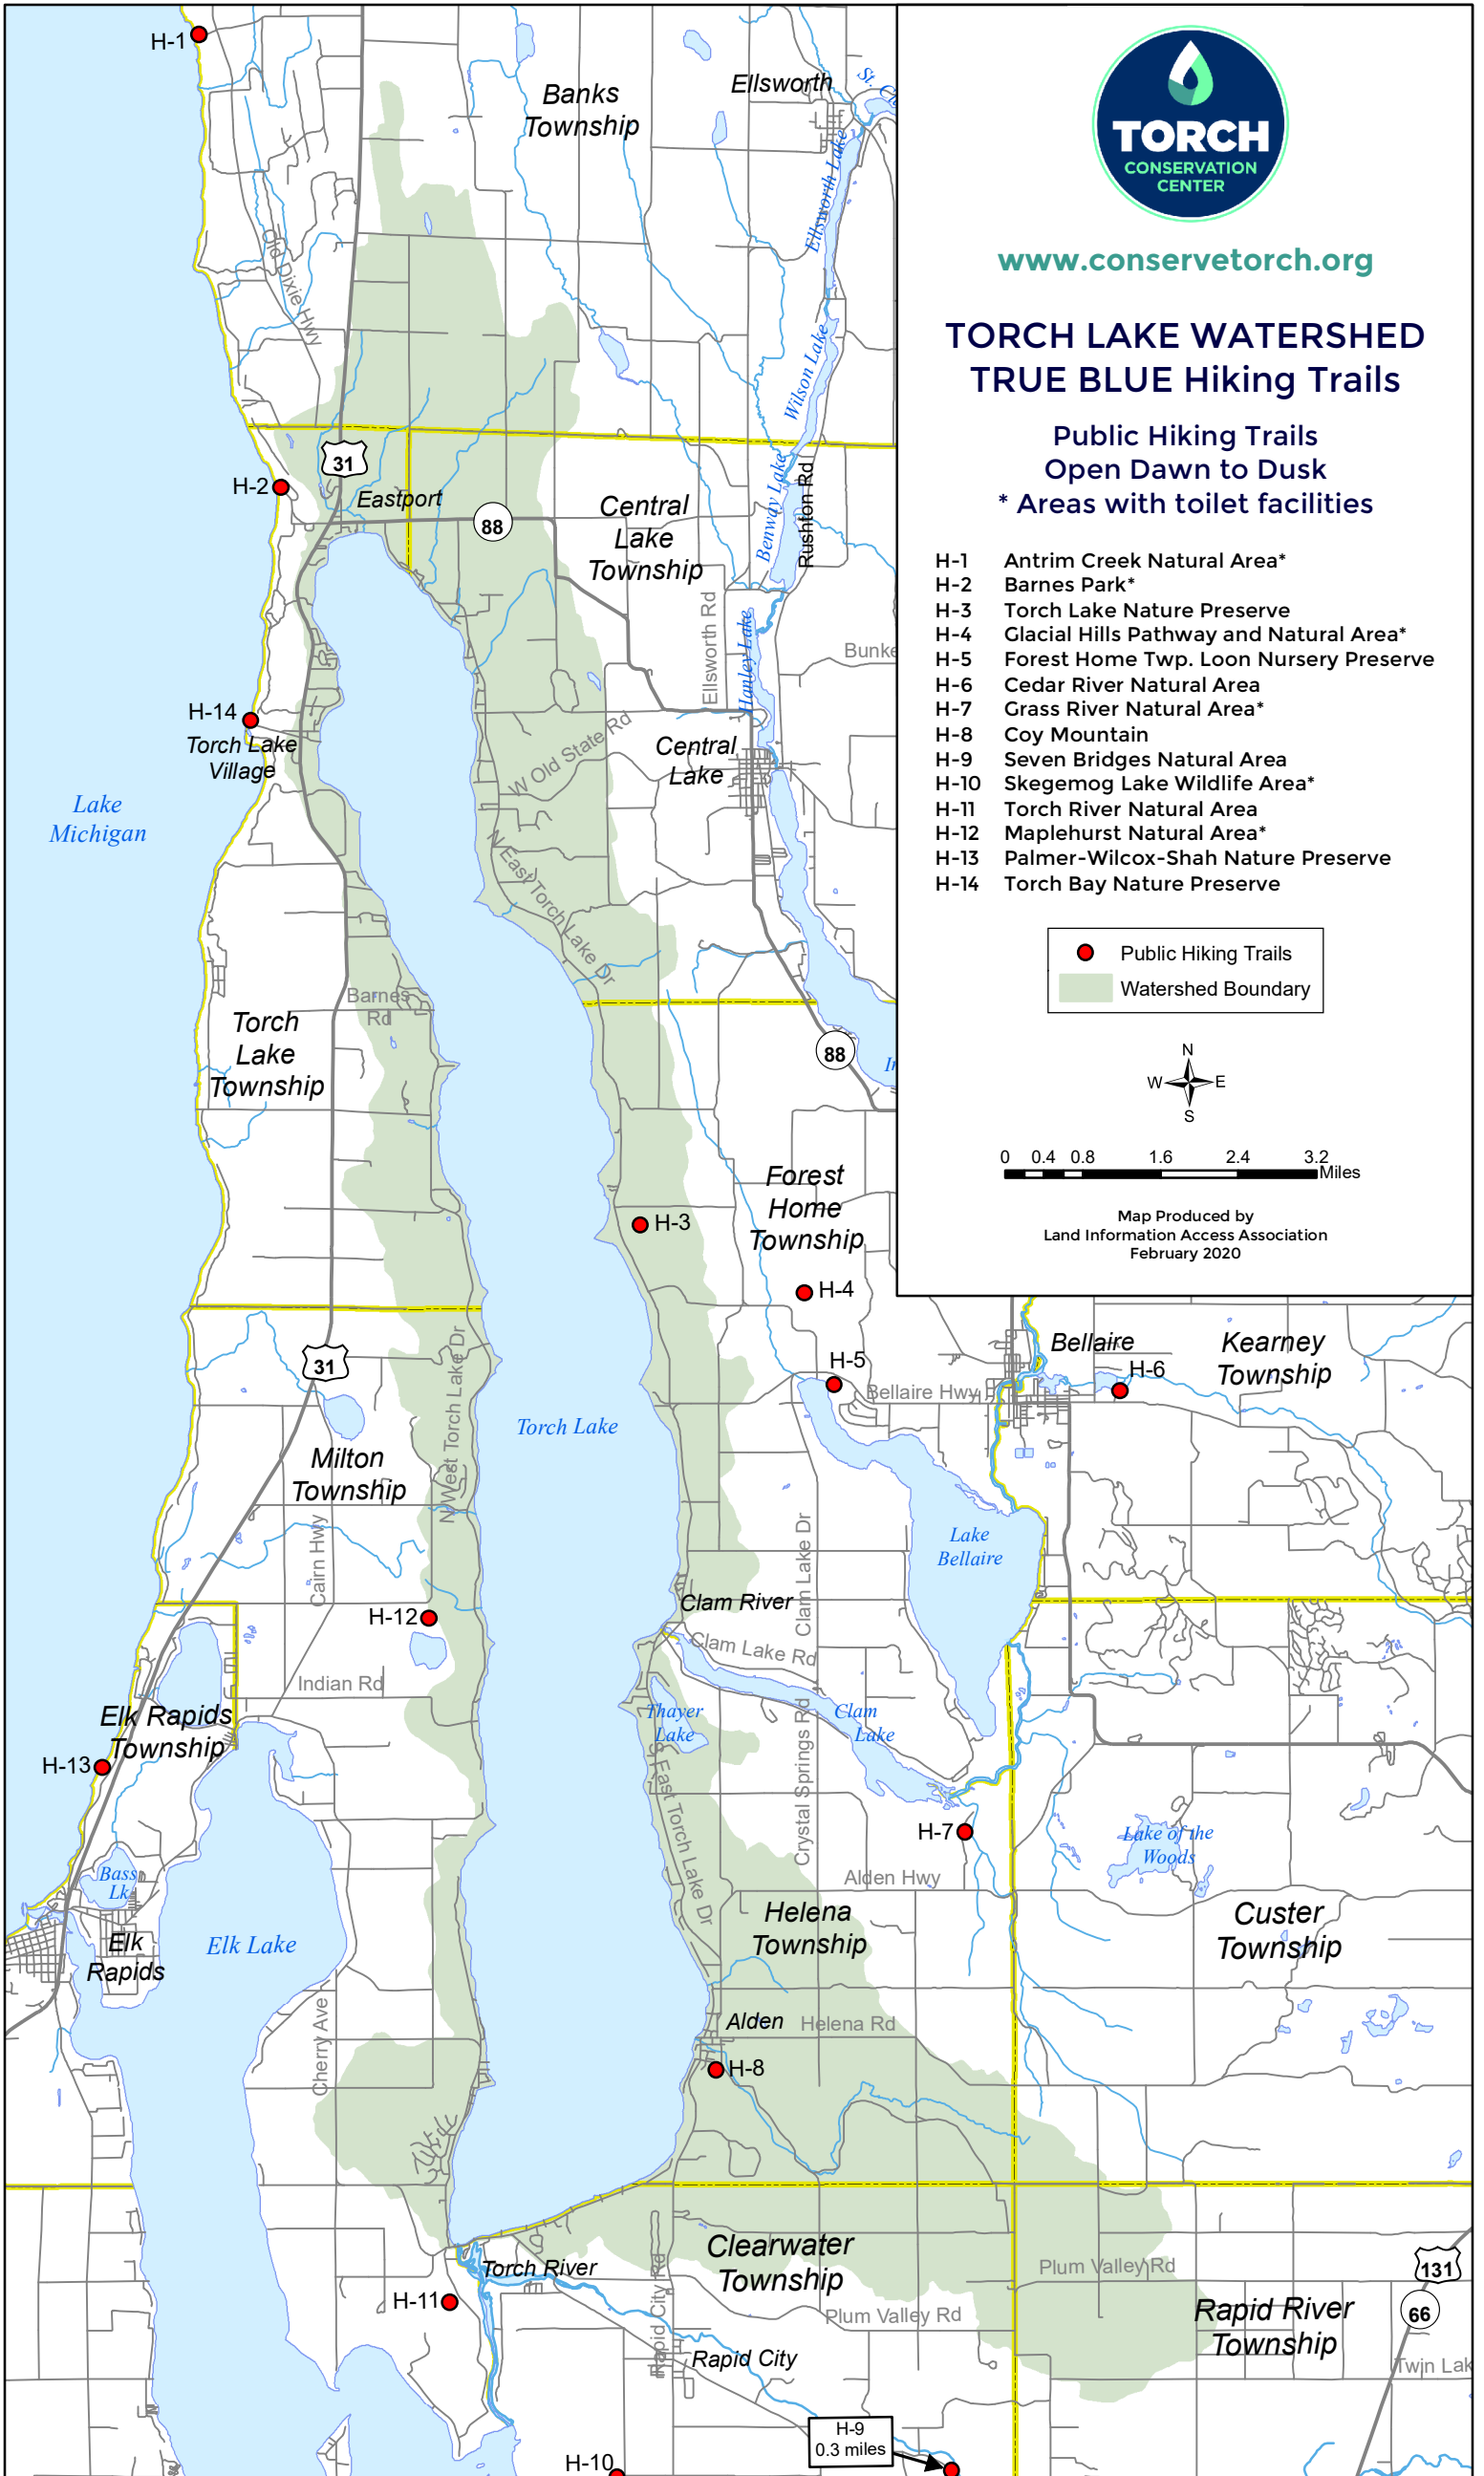 TORCH
CONSERVATION
CENTER
www.conservetorch.org
TORCH LAKE WATERSHED
TRUE BLUE Hiking Trails
Public Hiking Trails
Open Dawn to Dusk
* Areas with toilet facilities
H-1 Antrim Creek Natural Area*
H-2 Barnes Park*
H-3 Torch Lake Nature Preserve
H-4 Glacial Hills Pathway and Natural Area*
H-5 Forest Home Twp. Loon Nursery Preserve
H-6 Cedar River Natural Area
H-7 Grass River Natural Area*
H-8 Coy Mountain
H-9 Seven Bridges Natural Area
H-10 Skegemog Lake Wildlife Area*
H-11 Torch River Natural Area
H-12 Maplehurst Natural Area*
H-13 Palmer-Wilcox-Shah Nature Preserve
H-14 Torch Bay Nature Preserve
Public Hiking Trails
Watershed Boundary
N
W E
S
0 0.4 0.8 1.6 2.4 3.2
Miles
Map Produced by
Land Information Access Association
February 2020
H-1
Banks
Township
Ellsworth
St. Cl
Ellsworth Lake
Old Dixie Hwy
Wilson Lake
31
H-2
Eastport
88
Central
Lake
Township
Benway Lake
Rushton Rd
Ellsworth Rd
Hanley Lake
Bunke
H-14
Torch Lake
Village
W Old State Rd
Central
Lake
Lake
Michigan
N East Torch Lake Dr
Barnes
Rd
Torch
Lake
Township
88
In
H-3
Forest
Home
Township
H-4
31
N West Torch Lake Dr
H-5
Bellaire Hwy
Bellaire
H-6
Kearney
Township
Torch Lake
Milton
Township
Cairn Hwy
Clam Lake Dr
Lake
Bellaire
H-12
Clam River
Clam Lake Rd
Indian Rd
Elk Rapids
Township
Thayer
Lake
Clam
Lake
Crystal Springs Rd
H-13
S East Torch Lake Dr
H-7
Lake of the
Woods
Bass
Lk
Alden Hwy
Elk
Rapids
Elk Lake
Helena
Township
Custer
Township
Cherry Ave
Alden
Helena Rd
H-8
Clearwater
Township
Torch River
Rapid City Rd
Plum Valley Rd
131
H-11
Plum Valley Rd
Rapid River
Township
66
Rapid City
Twin Lak
H-9
0.3 miles
H-10